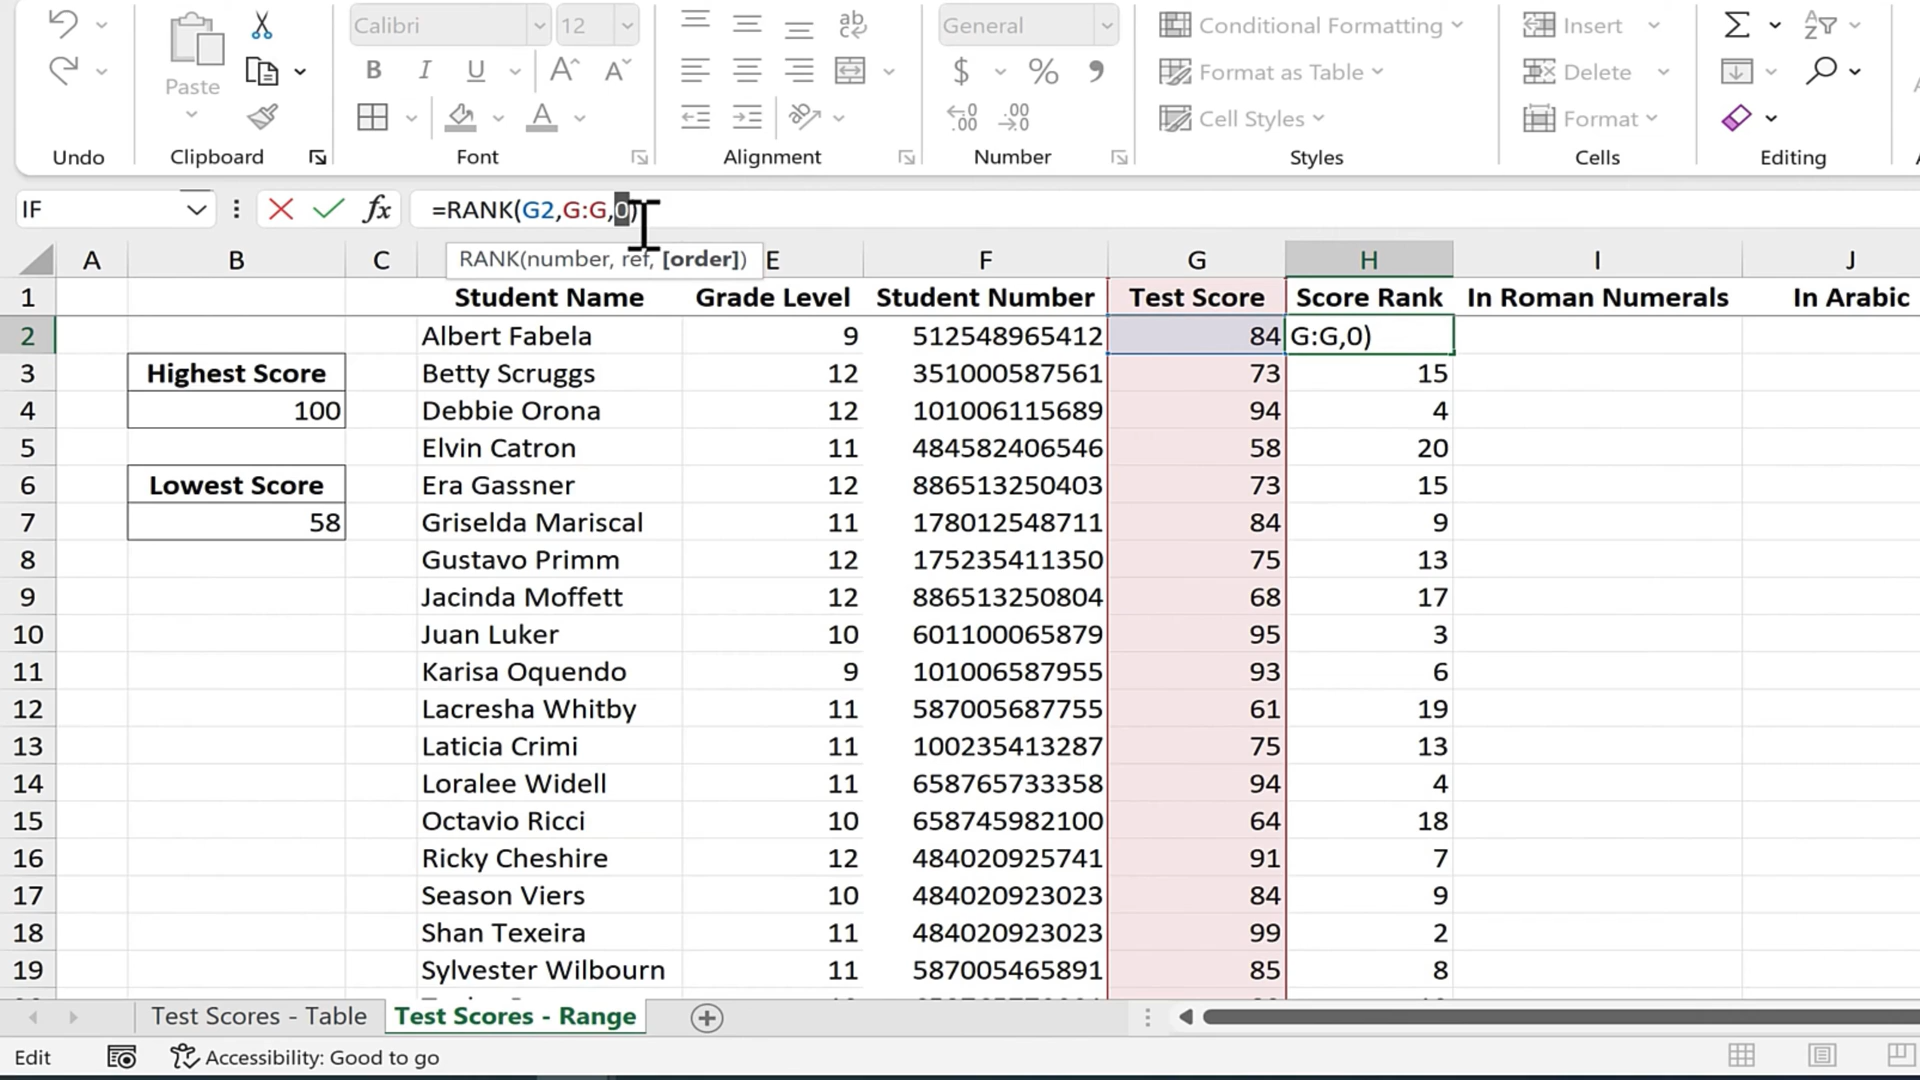 Calibri 12 ab General Conditional Formatting Insert
Paste B I U A A $ % , Format as Table Delete
A Cell Styles Format
Undo Clipboard Font Alignment Number Styles Cells Editing
IF fx =RANK(G2,G:G,0)
RANK(number, ref, [order])
A B C E F G H I J
1 Student Name Grade Level Student Number Test Score Score Rank In Roman Numerals In Arabic
2 Albert Fabela 9 512548965412 84 G:G,0)
3 Highest Score Betty Scruggs 12 351000587561 73 15
4 100 Debbie Orona 12 101006115689 94 4
5 Elvin Catron 11 484582406546 58 20
6 Lowest Score Era Gassner 12 886513250403 73 15
7 58 Griselda Mariscal 11 178012548711 84 9
8 Gustavo Primm 12 175235411350 75 13
9 Jacinda Moffett 12 886513250804 68 17
10 Juan Luker 10 601100065879 95 3
11 Karisa Oquendo 9 101006587955 93 6
12 Lacresha Whitby 11 587005687755 61 19
13 Laticia Crimi 11 100235413287 75 13
14 Loralee Widell 11 658765733358 94 4
15 Octavio Ricci 10 658745982100 64 18
16 Ricky Cheshire 12 484020925741 91 7
17 Season Viers 10 484020923023 84 9
18 Shan Texeira 11 484020923023 99 2
19 Sylvester Wilbourn 11 587005465891 85 8
Test Scores - Table Test Scores - Range
Edit Accessibility: Good to go